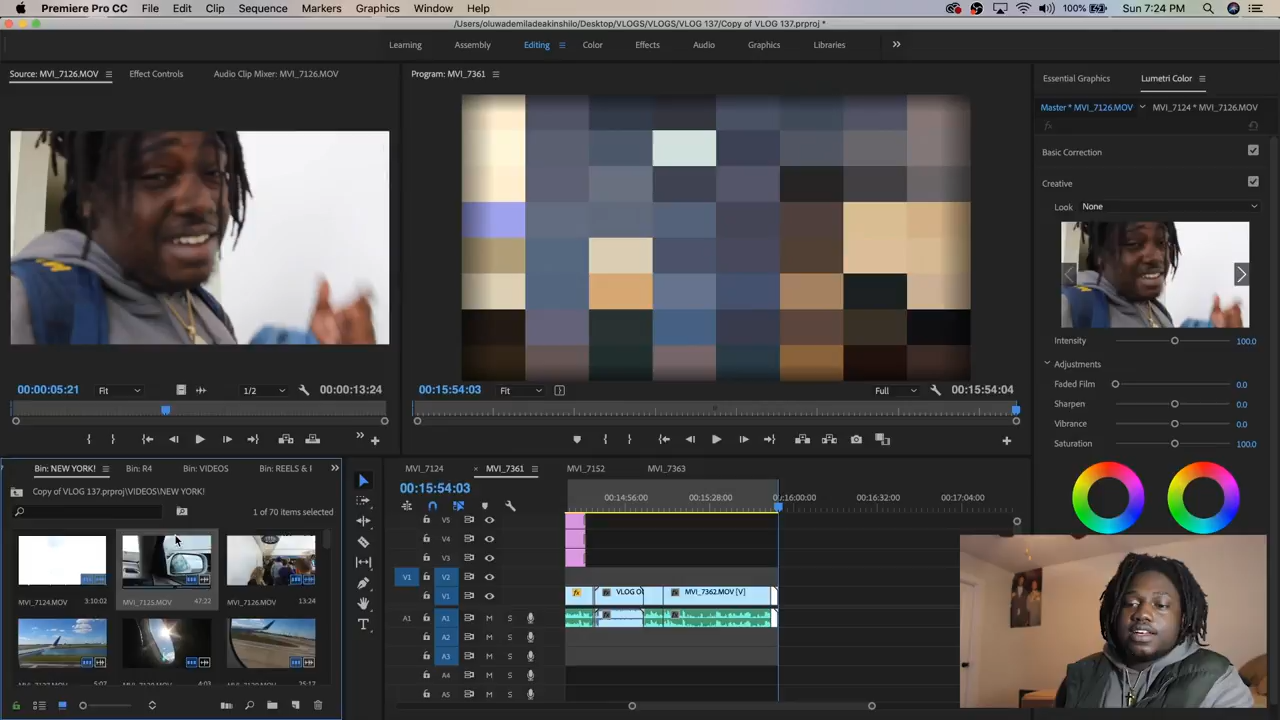 Premiere Pro CC File Edit Clip Sequence Markers Graphics Window Help 100% Sun 7:24 PM
/Users/oluwademiladeakinshilo/Desktop/VLOGS/VLOGS/VLOG 137/Copy of VLOG 137.prproj *
Learning Assembly Editing Color Effects Audio Graphics Libraries
Source: MVI_7126.MOV Effect Controls Audio Clip Mixer: MVI_7126.MOV
Program: MVI_7361
Essential Graphics Lumetri Color
Master * MVI_7126.MOV MVI_7124 * MVI_7126.MOV
Basic Correction
Creative
Look None
Intensity 100.0
Adjustments
Faded Film 0.0
Sharpen 0.0
Vibrance 0.0
Saturation 100.0
00:00:05:21 Fit 1/2 00:00:13:24
00:15:54:03 Fit Full 00:15:54:04
Bin: NEW YORK! Bin: R4 Bin: VIDEOS Bin: REELS & I
Copy of VLOG 137.prproj\VIDEOS\NEW YORK!
1 of 70 items selected
MVI_7124.MOV 3:10:02 MVI_7125.MOV 47:22 MVI_7126.MOV 13:24
MVI_7124 MVI_7361 MVI_7152 MVI_7363
00:15:54:03
00:14:56:00 00:15:28:00 00:16:00:00 00:16:32:00 00:17:04:00
V5
V4
V3
V1 V2
V1 fx VLOG MVI_7362.MOV [V]
A1 A1 M S
A2 M S
A3 M S
A4 M S
A5 M S